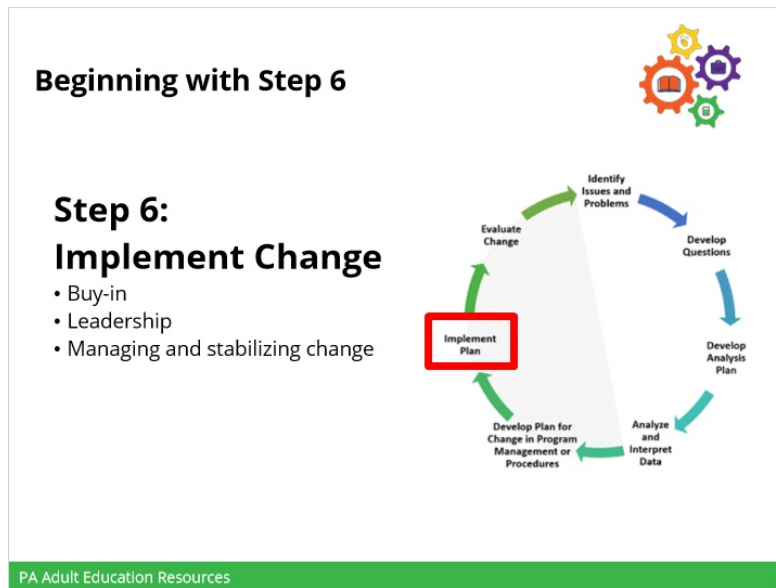 Beginning with Step 6
Step 6:
Implement Change
• Buy-in
• Leadership
• Managing and stabilizing change
Identify
Issues and
Problems
Develop
Questions
Develop
Analysis
Plan
Analyze
and
Interpret
Data
Develop Plan for
Change in Program
Management or
Procedures
Implement
Plan
Evaluate
Change
PA Adult Education Resources